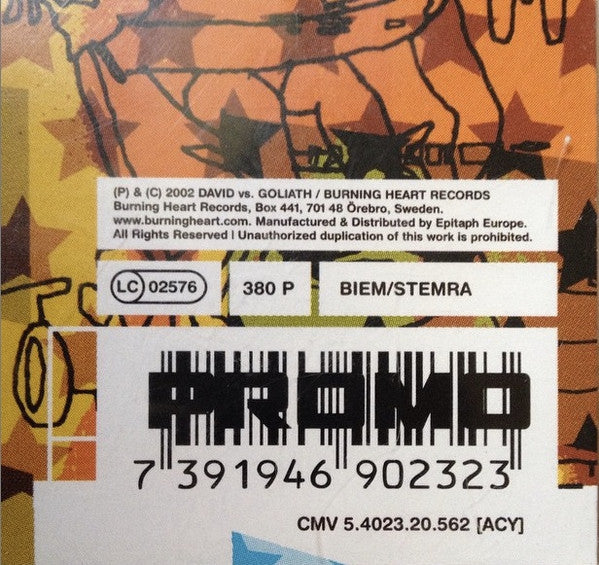 (P) & (C) 2002 DAVID vs. GOLIATH / BURNING HEART RECORDS
Burning Heart Records, Box 441, 701 48 Örebro, Sweden.
www.burningheart.com. Manufactured & Distributed by Epitaph Europe.
All Rights Reserved | Unauthorized duplication of this work is prohibited.
LC 02576
380 P
BIEM/STEMRA
PROMO
7 391946 902323
CMV 5.4023.20.562 [ACY]